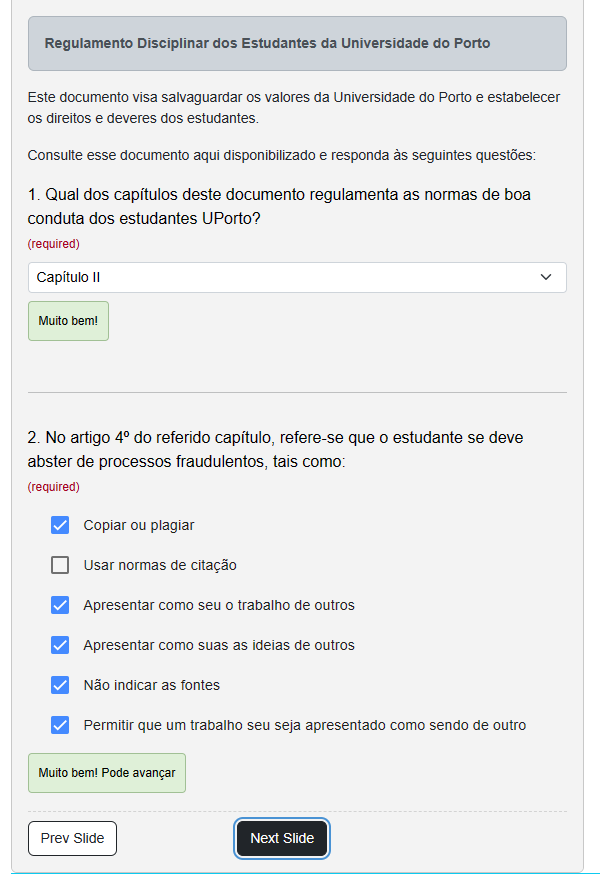 Regulamento Disciplinar dos Estudantes da Universidade do Porto
Este documento visa salvaguardar os valores da Universidade do Porto e estabelecer
os direitos e deveres dos estudantes.
Consulte esse documento aqui disponibilizado e responda às seguintes questões:
1. Qual dos capítulos deste documento regulamenta as normas de boa
conduta dos estudantes UPorto?
(required)
Capítulo II
Muito bem!
2. No artigo 4º do referido capítulo, refere-se que o estudante se deve
abster de processos fraudulentos, tais como:
(required)
Copiar ou plagiar
Usar normas de citação
Apresentar como seu o trabalho de outros
Apresentar como suas as ideias de outros
Não indicar as fontes
Permitir que um trabalho seu seja apresentado como sendo de outro
Muito bem! Pode avançar
Prev Slide
Next Slide